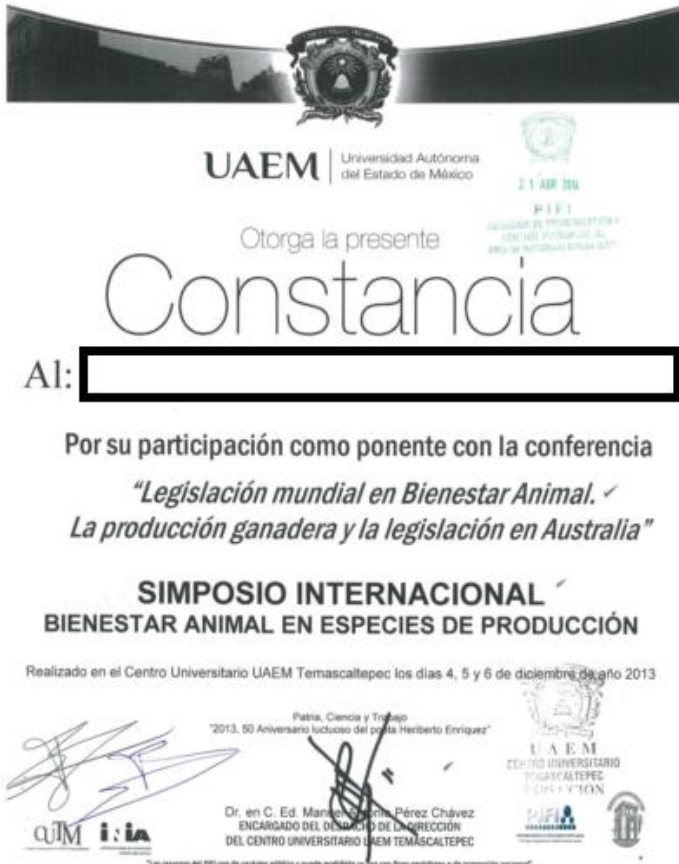 UAEM
Universidad Autónoma
del Estado de México
21 ABR 2014
PIFI
Otorga la presente
Constancia
Al:
Por su participación como ponente con la conferencia
“Legislación mundial en Bienestar Animal.
La producción ganadera y la legislación en Australia”
SIMPOSIO INTERNACIONAL
BIENESTAR ANIMAL EN ESPECIES DE PRODUCCIÓN
Realizado en el Centro Universitario UAEM Temascaltepec los días 4, 5 y 6 de diciembre de año 2013
Patria, Ciencia y Trabajo
“2013, 50 Aniversario luctuoso del poeta Heriberto Enríquez”
UAEM
CENTRO UNIVERSITARIO
TEMASCALTEPEC
DIRECCION
Dr. en C. Ed. Pérez Chávez
ENCARGADO DEL DESPACHO DE LA DIRECCIÓN
DEL CENTRO UNIVERSITARIO UAEM TEMASCALTEPEC
PIFI